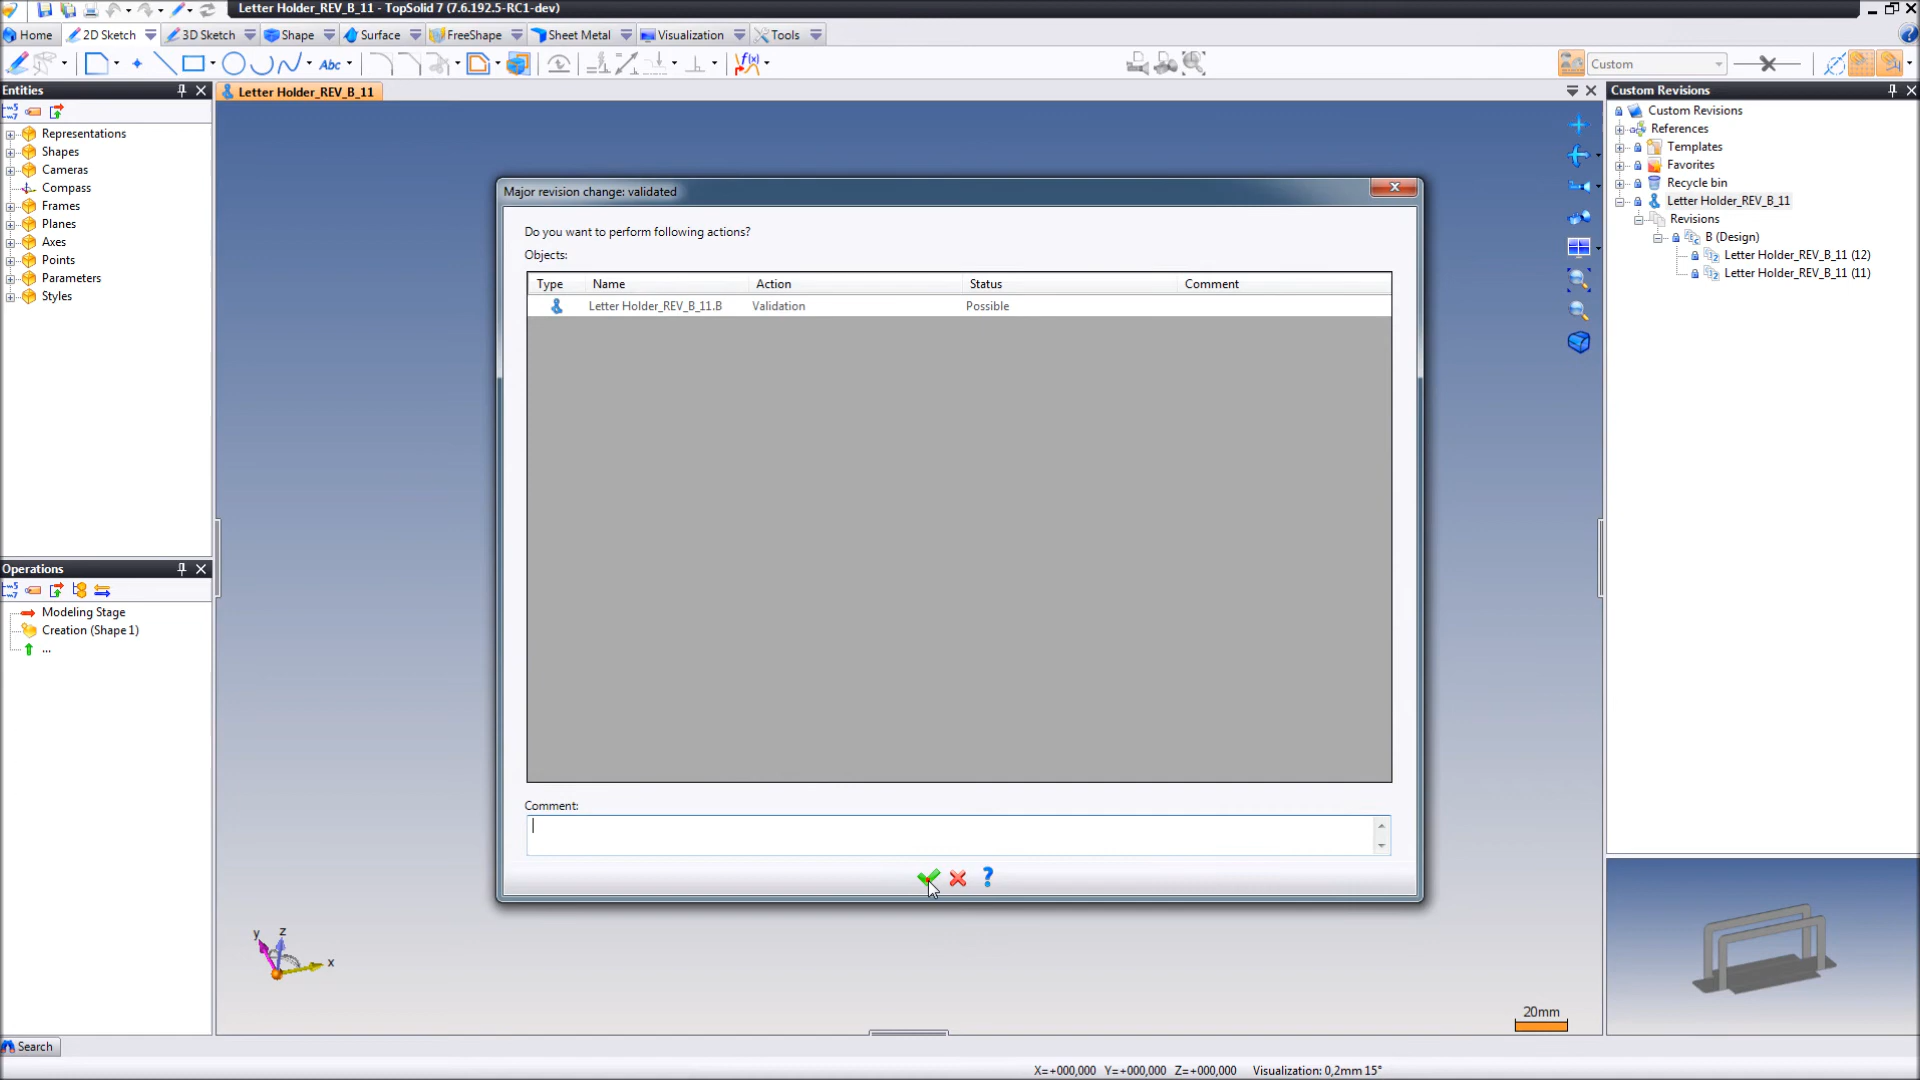 Letter Holder_REV_B_11 - TopSolid 7 (7.6.192.5-RC1-dev)
Home 2D Sketch 3D Sketch Shape Surface FreeShape Sheet Metal Visualization Tools
Abc
f(x)
Custom
Entities
Letter Holder_REV_B_11
Custom Revisions
Representations
Shapes
Cameras
Compass
Frames
Planes
Axes
Points
Parameters
Styles
Operations
Modeling Stage
Creation (Shape 1)
...
Search
Major revision change: validated
Do you want to perform following actions?
Objects:
Type Name Action Status Comment
Letter Holder_REV_B_11.B Validation Possible
Comment:
y z x
20mm
Custom Revisions
References
Templates
Favorites
Recycle bin
Letter Holder_REV_B_11
Revisions
B (Design)
Letter Holder_REV_B_11 (12)
Letter Holder_REV_B_11 (11)
X=+000,000 Y=+000,000 Z=+000,000 Visualization: 0,2mm 15°